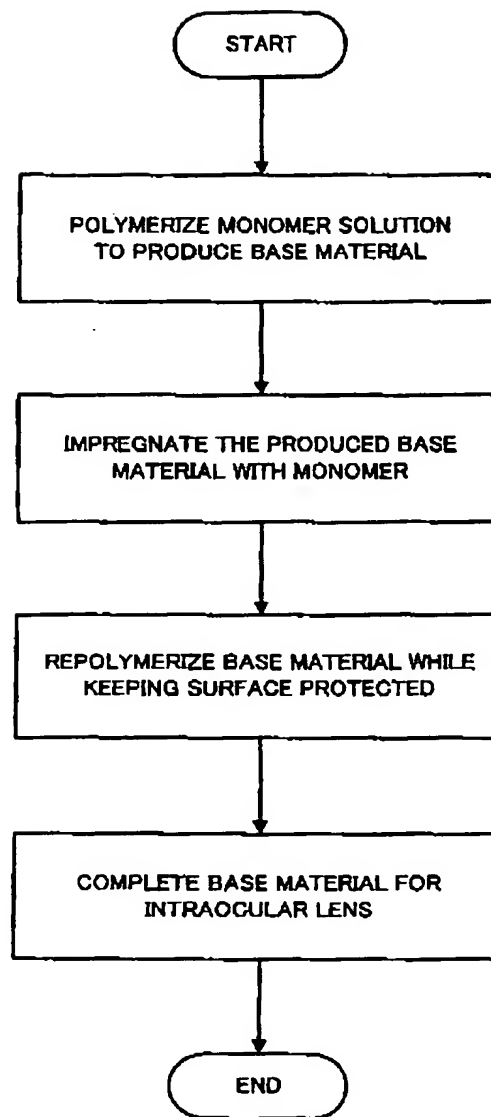 START
POLYMERIZE MONOMER SOLUTION
TO PRODUCE BASE MATERIAL
IMPREGNATE THE PRODUCED BASE
MATERIAL WITH MONOMER
REPOLYMERIZE BASE MATERIAL WHILE
KEEPING SURFACE PROTECTED
COMPLETE BASE MATERIAL FOR
INTRAOCULAR LENS
END